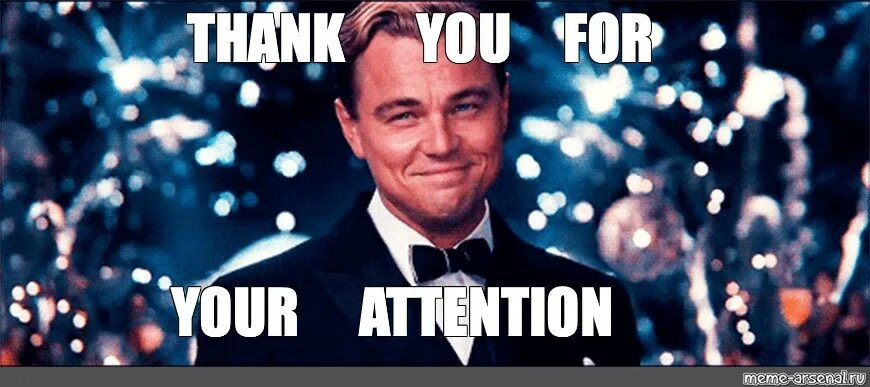 THANK YOU FOR
YOUR ATTENTION
meme-arsenal.ru